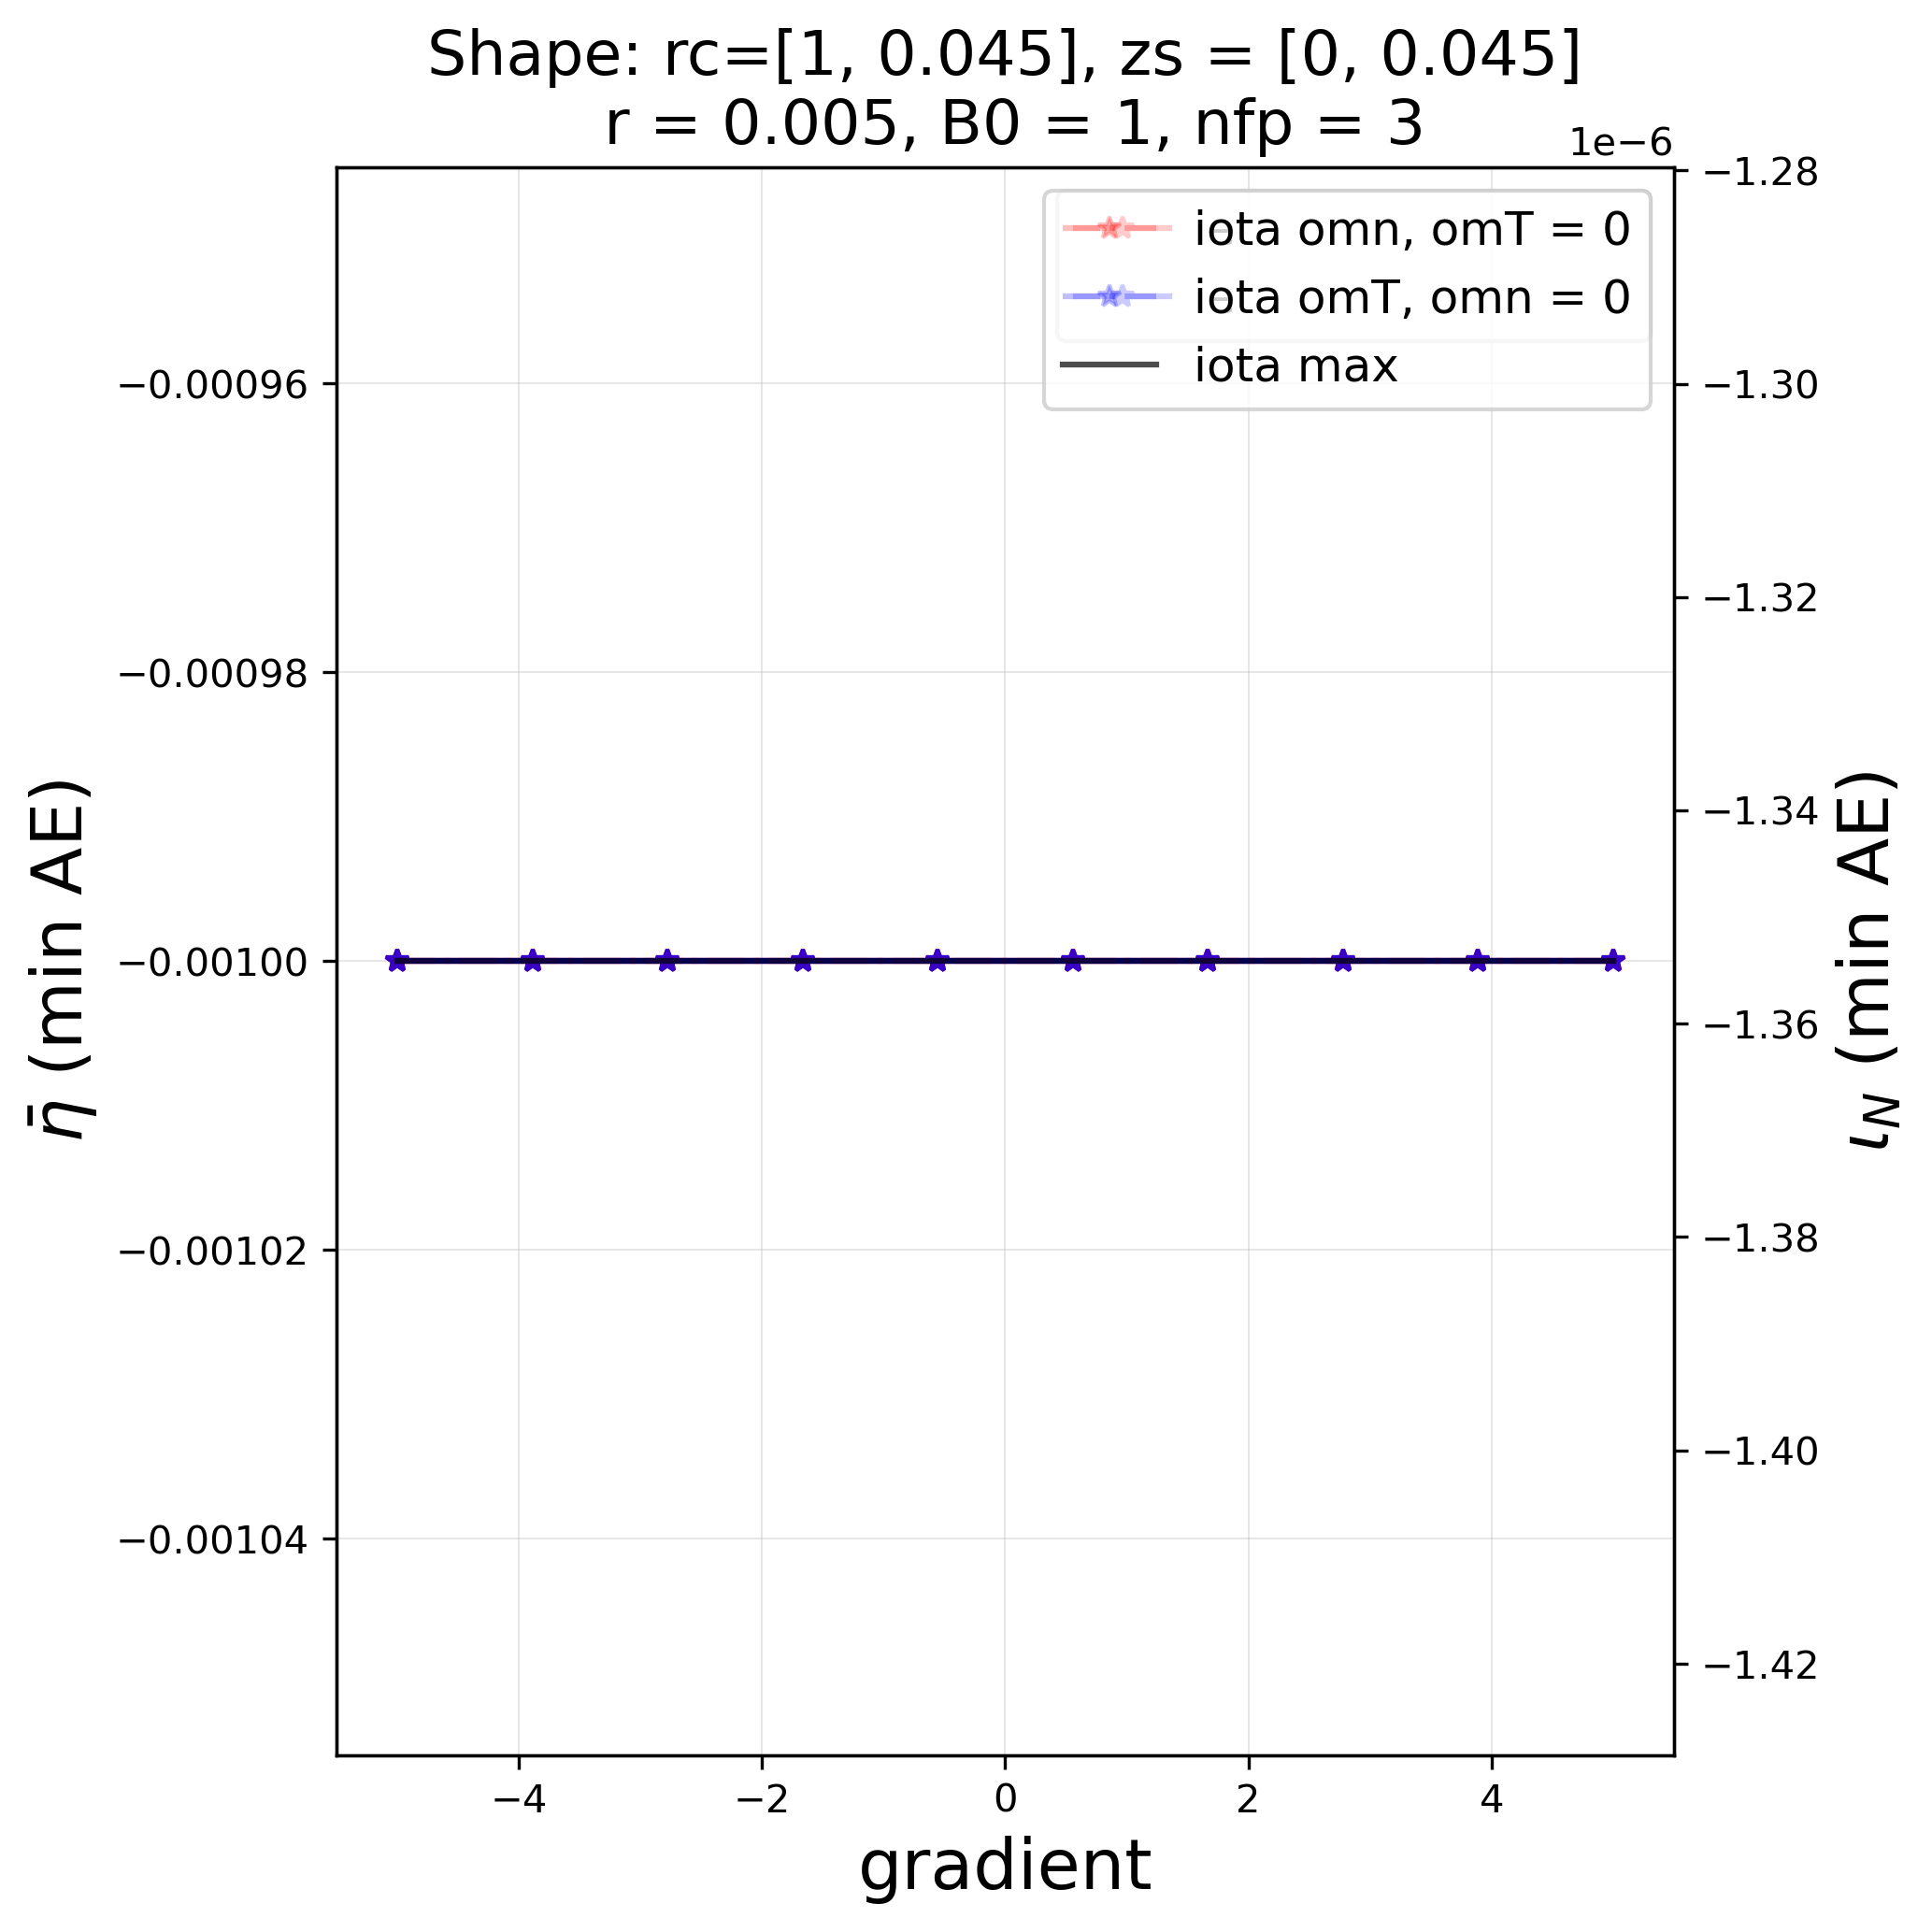 Shape: rc=[1, 0.045], zs = [0, 0.045]
r = 0.005, B0 = 1, nfp = 3
1e−6
iota omn, omT = 0
iota omT, omn = 0
iota max
−0.00096
−0.00098
−0.00100
−0.00102
−0.00104
η̄ (min AE)
−1.28
−1.30
−1.32
−1.34
−1.36
−1.38
−1.40
−1.42
ι_N (min AE)
−4
−2
0
2
4
gradient